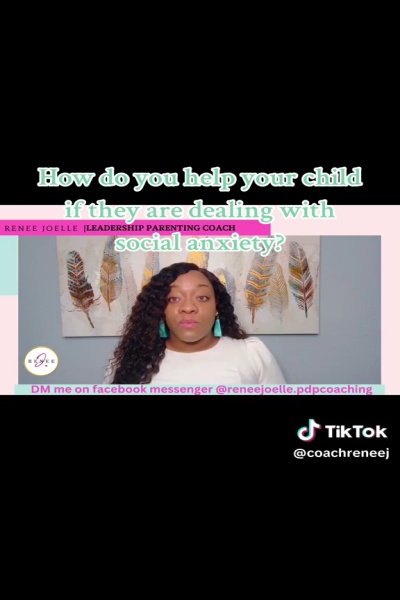 How do you help your child
if they are dealing with
RENEE JOELLE |LEADERSHIP PARENTING COACH
social anxiety?
RENEE
DM me on facebook messenger @reneejoelle.pdpcoaching
TikTok
@coachreneej